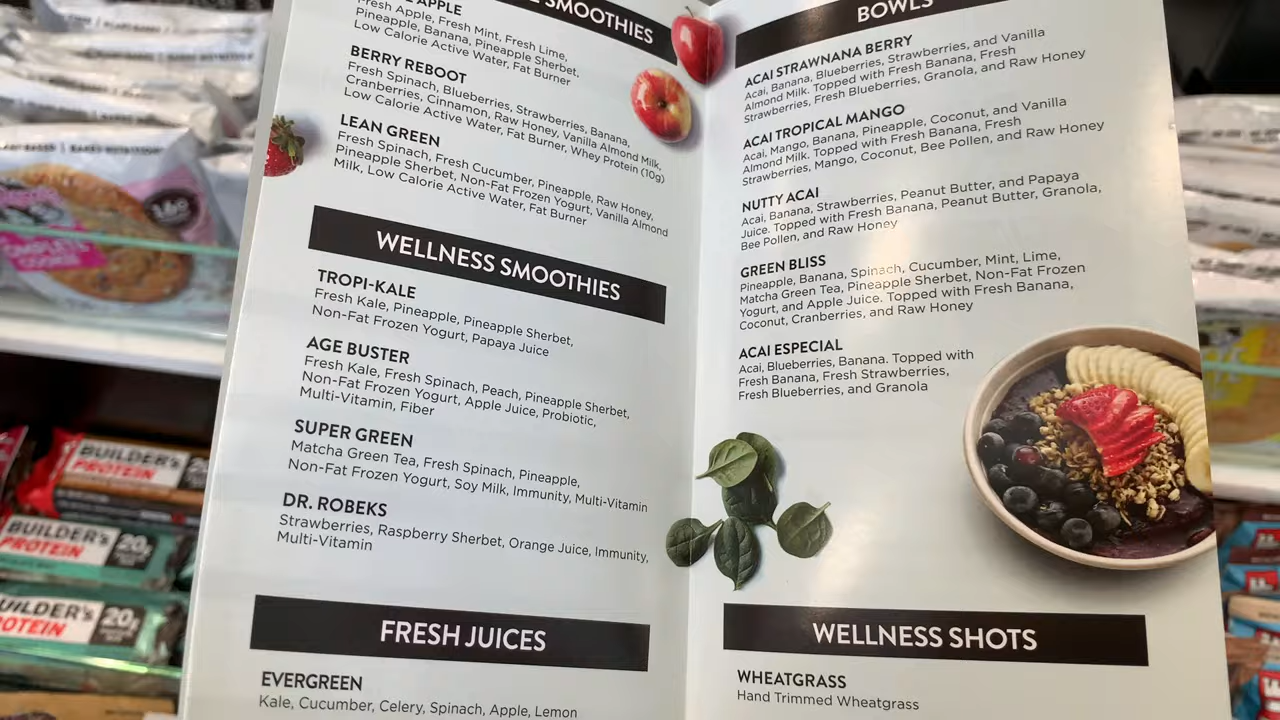 SMOOTHIES
APPLE
Fresh Apple, Fresh Mint, Fresh Lime,
Pineapple, Banana, Pineapple Sherbet,
Low Calorie Active Water, Fat Burner
BERRY REBOOT
Fresh Spinach, Blueberries, Strawberries, Banana,
Cranberries, Cinnamon, Raw Honey, Vanilla Almond Milk,
Low Calorie Active Water, Fat Burner, Whey Protein (10g)
LEAN GREEN
Fresh Spinach, Fresh Cucumber, Pineapple, Raw Honey,
Pineapple Sherbet, Non-Fat Frozen Yogurt, Vanilla Almond
Milk, Low Calorie Active Water, Fat Burner
WELLNESS SMOOTHIES
TROPI-KALE
Fresh Kale, Pineapple, Pineapple Sherbet,
Non-Fat Frozen Yogurt, Papaya Juice
AGE BUSTER
Fresh Kale, Fresh Spinach, Peach, Pineapple Sherbet,
Non-Fat Frozen Yogurt, Apple Juice, Probiotic,
Multi-Vitamin, Fiber
SUPER GREEN
Matcha Green Tea, Fresh Spinach, Pineapple,
Non-Fat Frozen Yogurt, Soy Milk, Immunity, Multi-Vitamin
DR. ROBEKS
Strawberries, Raspberry Sherbet, Orange Juice, Immunity,
Multi-Vitamin
FRESH JUICES
EVERGREEN
Kale, Cucumber, Celery, Spinach, Apple, Lemon
BOWLS
ACAI STRAWNANA BERRY
Acai, Banana, Blueberries, Strawberries, and Vanilla
Almond Milk. Topped with Fresh Banana, Fresh
Strawberries, Fresh Blueberries, Granola, and Raw Honey
ACAI TROPICAL MANGO
Acai, Mango, Banana, Pineapple, Coconut, and Vanilla
Almond Milk. Topped with Fresh Banana, Fresh
Strawberries, Mango, Coconut, Bee Pollen, and Raw Honey
NUTTY ACAI
Acai, Banana, Strawberries, Peanut Butter, and Papaya
Juice. Topped with Fresh Banana, Peanut Butter, Granola,
Bee Pollen, and Raw Honey
GREEN BLISS
Pineapple, Banana, Spinach, Cucumber, Mint, Lime,
Matcha Green Tea, Pineapple Sherbet, Non-Fat Frozen
Yogurt, and Apple Juice. Topped with Fresh Banana,
Coconut, Cranberries, and Raw Honey
ACAI ESPECIAL
Acai, Blueberries, Banana. Topped with
Fresh Banana, Fresh Strawberries,
Fresh Blueberries, and Granola
WELLNESS SHOTS
WHEATGRASS
Hand Trimmed Wheatgrass
16g
COMPLETE
COOKIE
BUILDER'S
PROTEIN
20
BUILDER'S
PROTEIN
20g
BUILDER'S
PROTEIN
20g